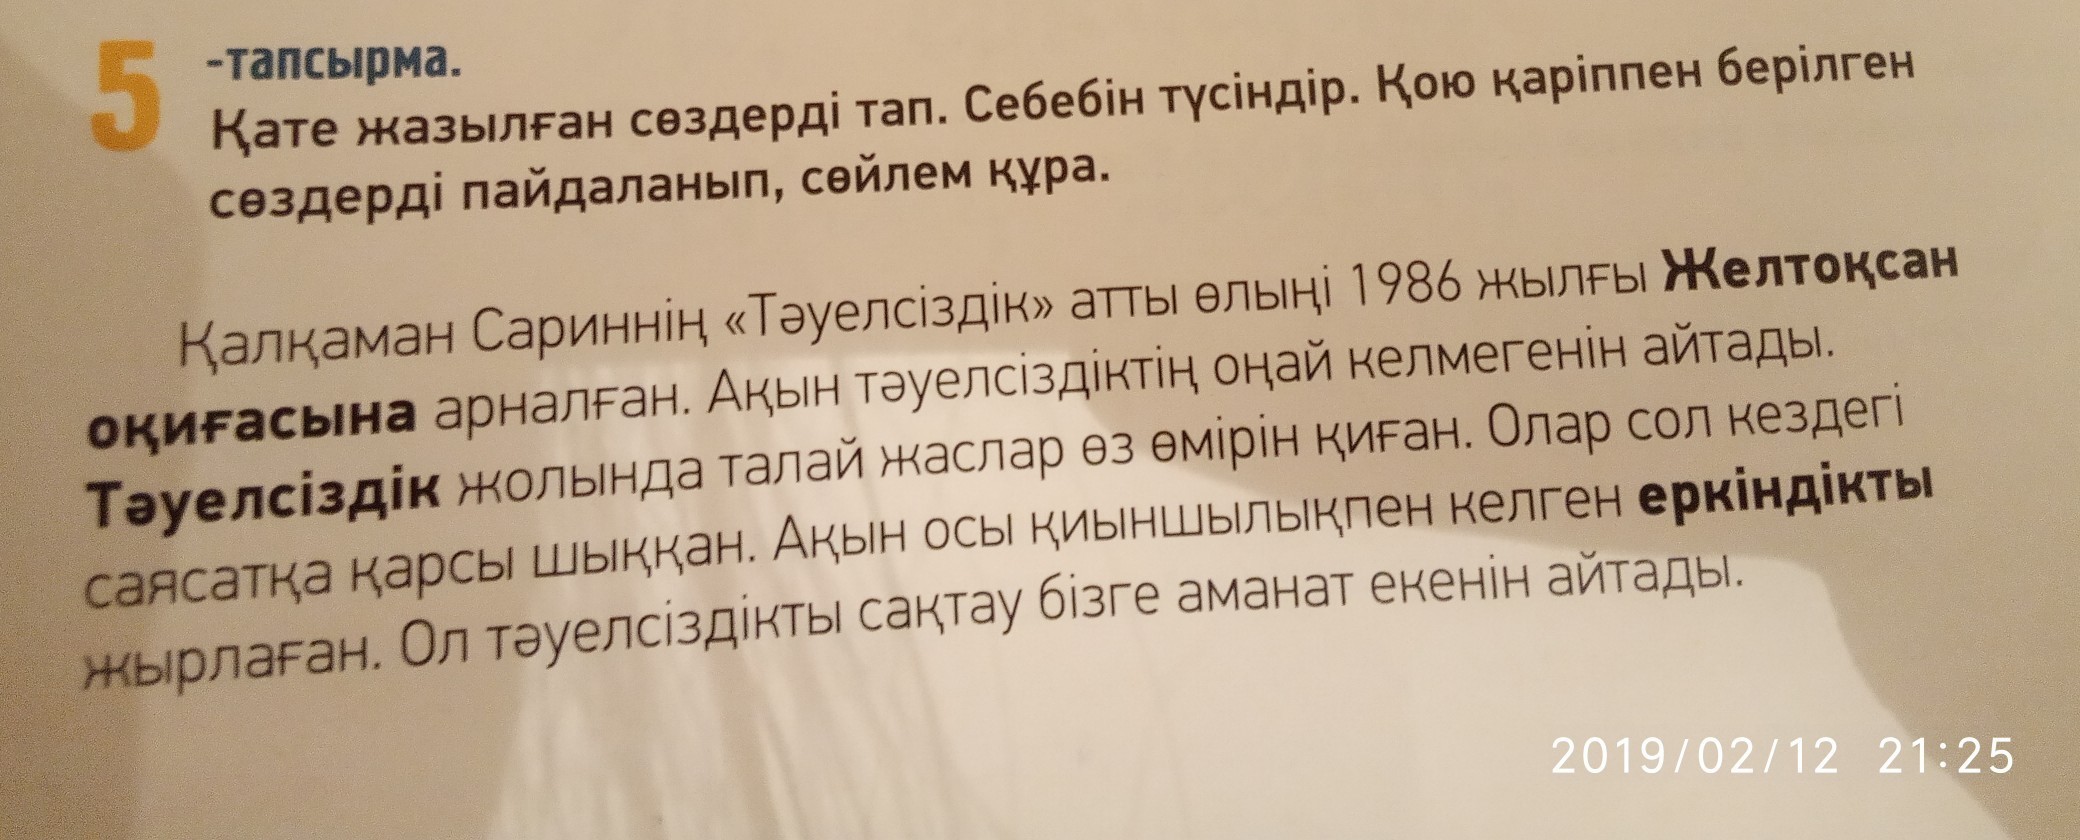 5 -тапсырма.
Қате жазылған сөздерді тап. Себебін түсіндір. Қою қаріппен берілген
сөздерді пайдаланып, сөйлем құра.
Қалқаман Сариннің «Тәуелсіздік» атты өлыңі 1986 жылғы Желтоқсан
оқиғасына арналған. Ақын тәуелсіздіктің оңай келмегенін айтады.
Тәуелсіздік жолында талай жаслар өз өмірін қиған. Олар сол кездегі
саясатқа қарсы шыққан. Ақын осы қиыншылықпен келген еркіндікты
жырлаған. Ол тәуелсіздікты сақтау бізге аманат екенін айтады.
2019/02/12 21:25